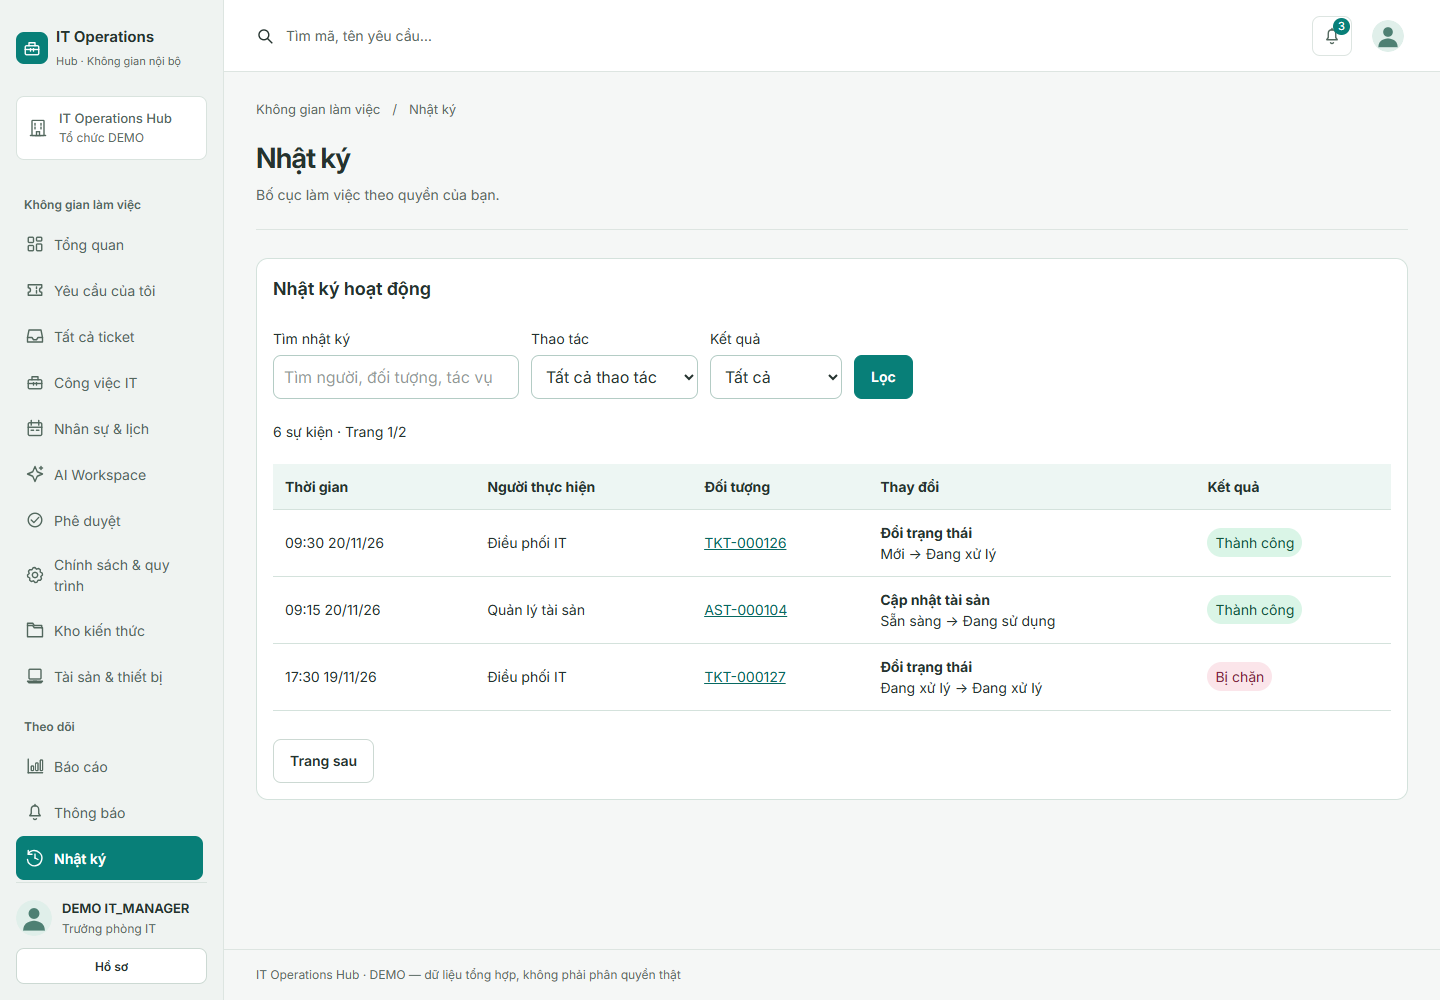 IT Operations
Hub · Không gian nội bộ
IT Operations Hub
Tổ chức DEMO
Không gian làm việc
Tổng quan
Yêu cầu của tôi
Tất cả ticket
Công việc IT
Nhân sự & lịch
AI Workspace
Phê duyệt
Chính sách & quy
trình
Kho kiến thức
Tài sản & thiết bị
Theo dõi
Báo cáo
Thông báo
Nhật ký
DEMO IT_MANAGER
Trưởng phòng IT
Hồ sơ
Tìm mã, tên yêu cầu...
3
Không gian làm việc / Nhật ký
Nhật ký
Bố cục làm việc theo quyền của bạn.
Nhật ký hoạt động
Tìm nhật ký Thao tác Kết quả
Tìm người, đối tượng, tác vụ Tất cả thao tác Tất cả Lọc
6 sự kiện · Trang 1/2
Thời gian Người thực hiện Đối tượng Thay đổi Kết quả
09:30 20/11/26 Điều phối IT TKT-000126 Đổi trạng thái Thành công
Mới → Đang xử lý
09:15 20/11/26 Quản lý tài sản AST-000104 Cập nhật tài sản Thành công
Sẵn sàng → Đang sử dụng
17:30 19/11/26 Điều phối IT TKT-000127 Đổi trạng thái Bị chặn
Đang xử lý → Đang xử lý
Trang sau
IT Operations Hub · DEMO — dữ liệu tổng hợp, không phải phân quyền thật